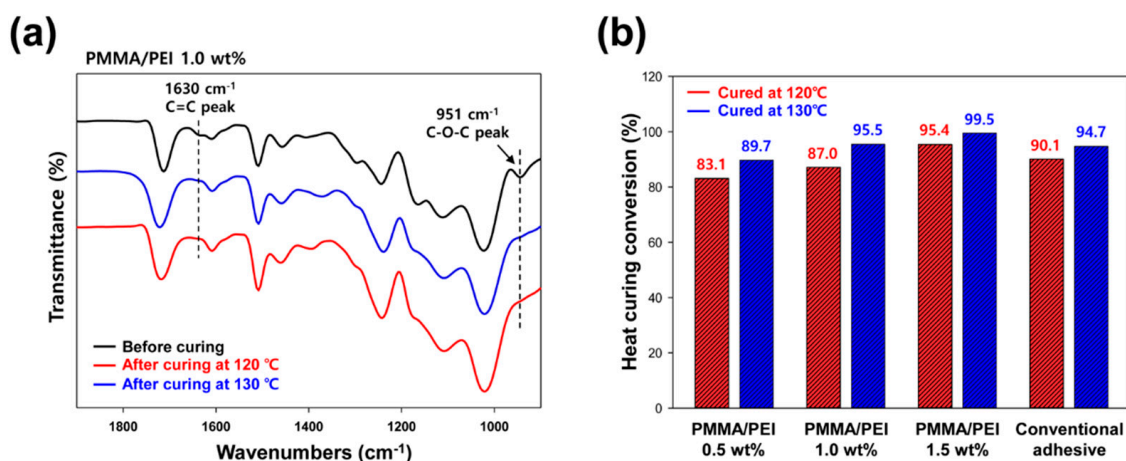 (a)
PMMA/PEI 1.0 wt%
1630 cm⁻¹
C=C peak
951 cm⁻¹
C-O-C peak
Transmittance (%)
Before curing
After curing at 120 ℃
After curing at 130 ℃
1800 1600 1400 1200 1000
Wavenumbers (cm⁻¹)
(b)
Cured at 120℃
Cured at 130℃
Heat curing conversion (%)
120
100
80
60
40
20
0
83.1 89.7 87.0 95.5 95.4 99.5 90.1 94.7
PMMA/PEI PMMA/PEI PMMA/PEI Conventional
0.5 wt% 1.0 wt% 1.5 wt% adhesive